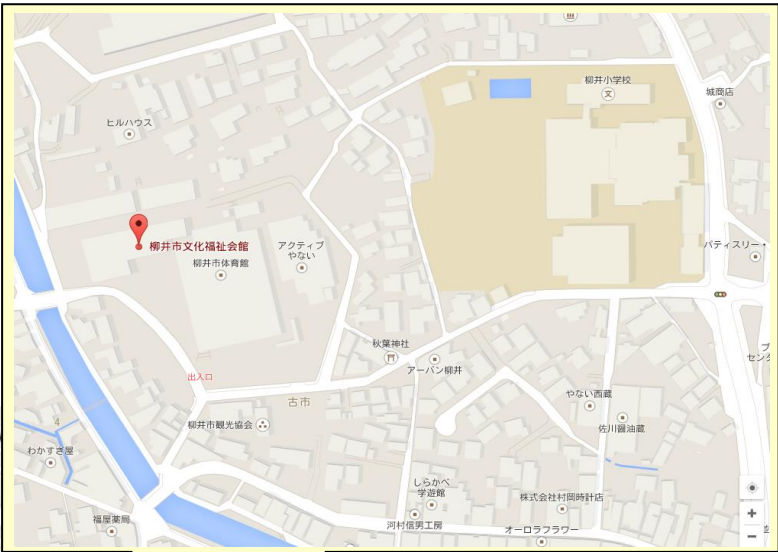 柳井小学校
文
城商店
ヒルハウス
柳井市文化福祉会館
柳井市体育館
アクティブ
やない
パティスリー・
秋葉神社
アーバン柳井
プ
セン
出入口
古市
やない西蔵
佐川醤油蔵
柳井市観光協会
4
わかすぎ屋
しらかべ
学遊館
株式会社村岡時計店
福屋薬局
河村信男工房
オーロラフラワー
+
−